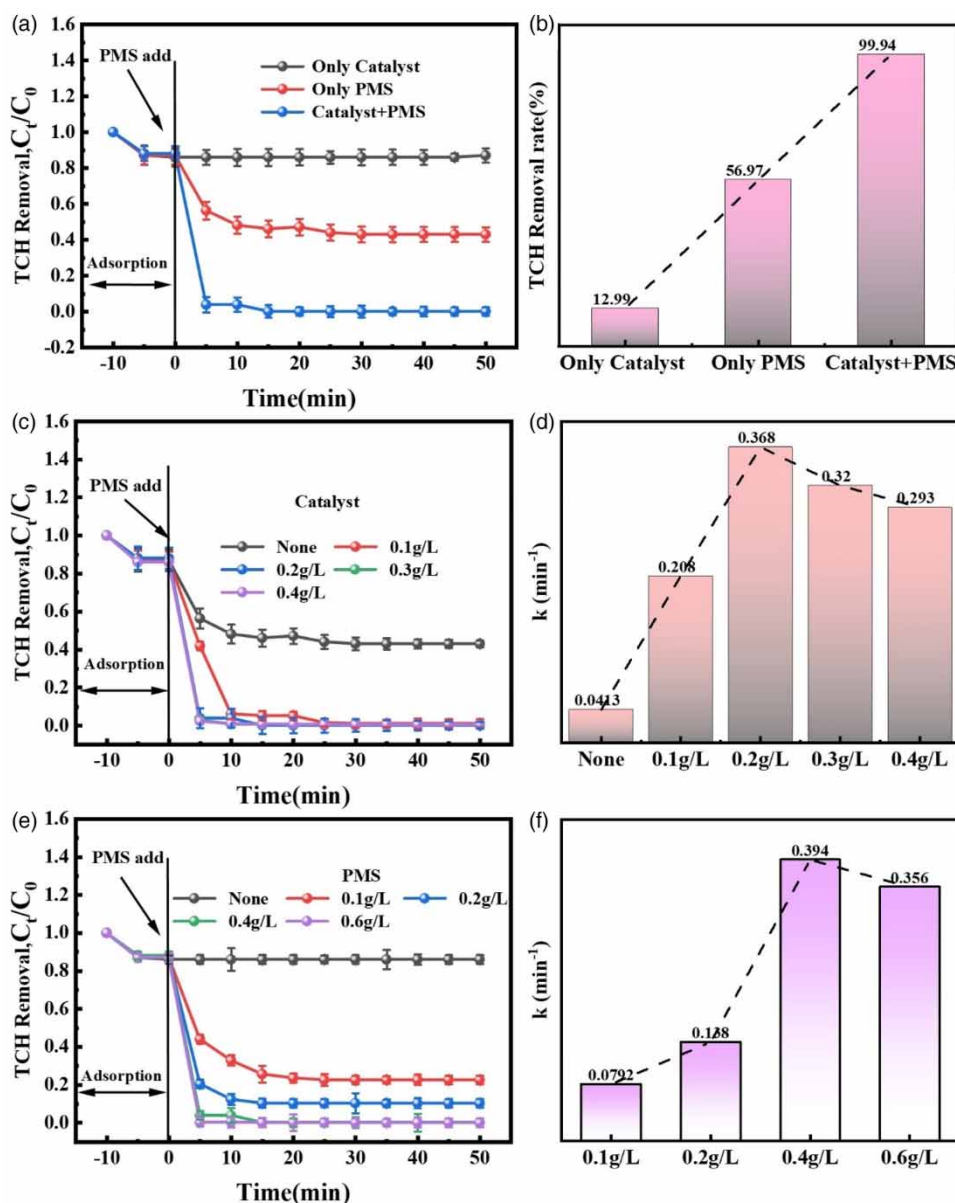 (a)
1.6
1.4
1.2
1.0
0.8
0.6
0.4
0.2
0.0
-0.2
TCH Removal,Ct/C0
PMS add
Only Catalyst
Only PMS
Catalyst+PMS
Adsorption
-10 0 10 20 30 40 50
Time(min)
(b)
TCH Removal rate(%)
12.99
56.97
99.94
Only Catalyst Only PMS Catalyst+PMS
(c)
1.6
1.4
1.2
1.0
0.8
0.6
0.4
0.2
0.0
TCH Removal,Ct/C0
PMS add
Catalyst
None 0.1g/L
0.2g/L 0.3g/L
0.4g/L
Adsorption
-10 0 10 20 30 40 50
Time(min)
(d)
k (min-1)
0.0413
0.208
0.368
0.32
0.293
None 0.1g/L 0.2g/L 0.3g/L 0.4g/L
(e)
1.6
1.4
1.2
1.0
0.8
0.6
0.4
0.2
0.0
TCH Removal,Ct/C0
PMS add
PMS
None 0.1g/L 0.2g/L
0.4g/L 0.6g/L
Adsorption
-10 0 10 20 30 40 50
Time(min)
(f)
k (min-1)
0.0792
0.138
0.394
0.356
0.1g/L 0.2g/L 0.4g/L 0.6g/L